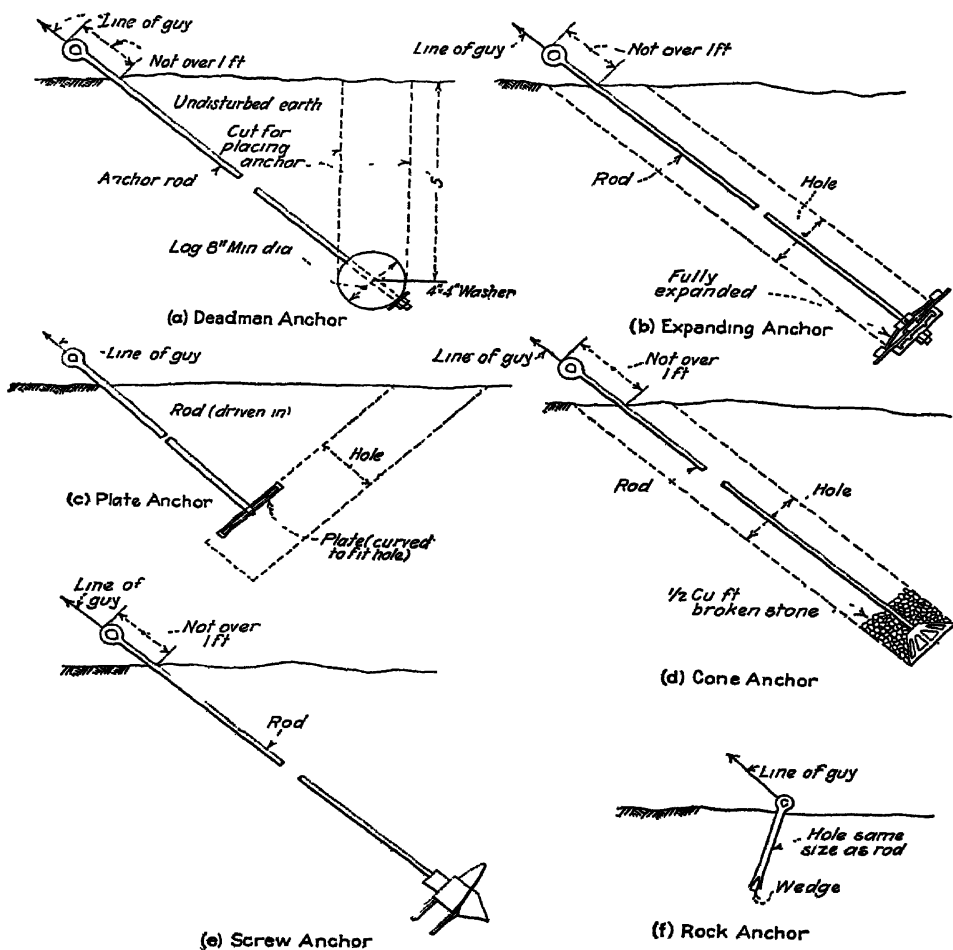 Line of guy
Not over 1 ft
Undisturbed earth
Cut for
placing
anchor
Anchor rod
5'
Log 8" Min dia
4"-4" Washer
(a) Deadman Anchor
Line of guy
Not over 1 ft
Rod
Hole
Fully
expanded
(b) Expanding Anchor
Line of guy
Rod (driven in)
Hole
(c) Plate Anchor
Plate (curved
to fit hole)
Line of guy
Not over
1 ft
Rod
Hole
1/2 Cu ft
broken stone
(d) Cone Anchor
Line of
guy
Not over
1 ft
Rod
(e) Screw Anchor
Line of guy
Hole same
size as rod
Wedge
(f) Rock Anchor